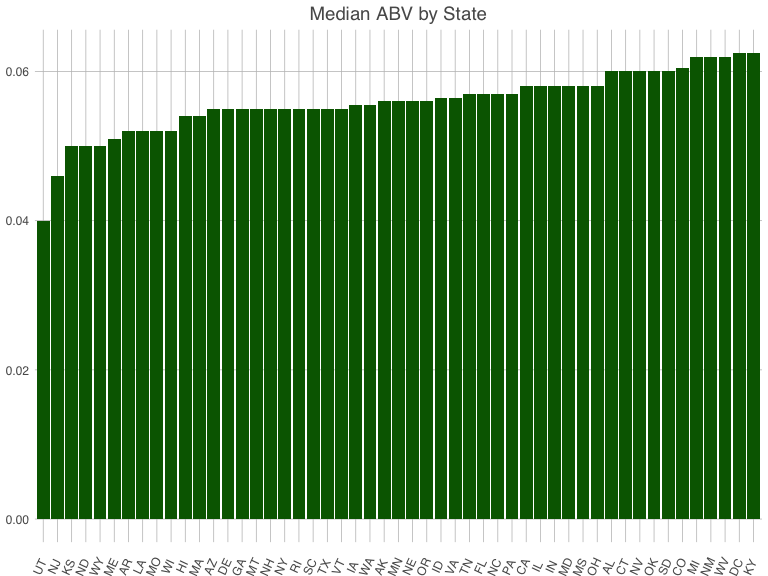 Median ABV by State
0.06
0.04
0.02
0.00
UT NJ KS ND WY ME AR LA MO WI HI MA AZ DE GA MT NH NY RI SC TX VT IA WA AK MN NE OR ID VA TN FL NC PA CA IL IN MD MS OH AL CT NV OK SD CO MI NM WV DC KY